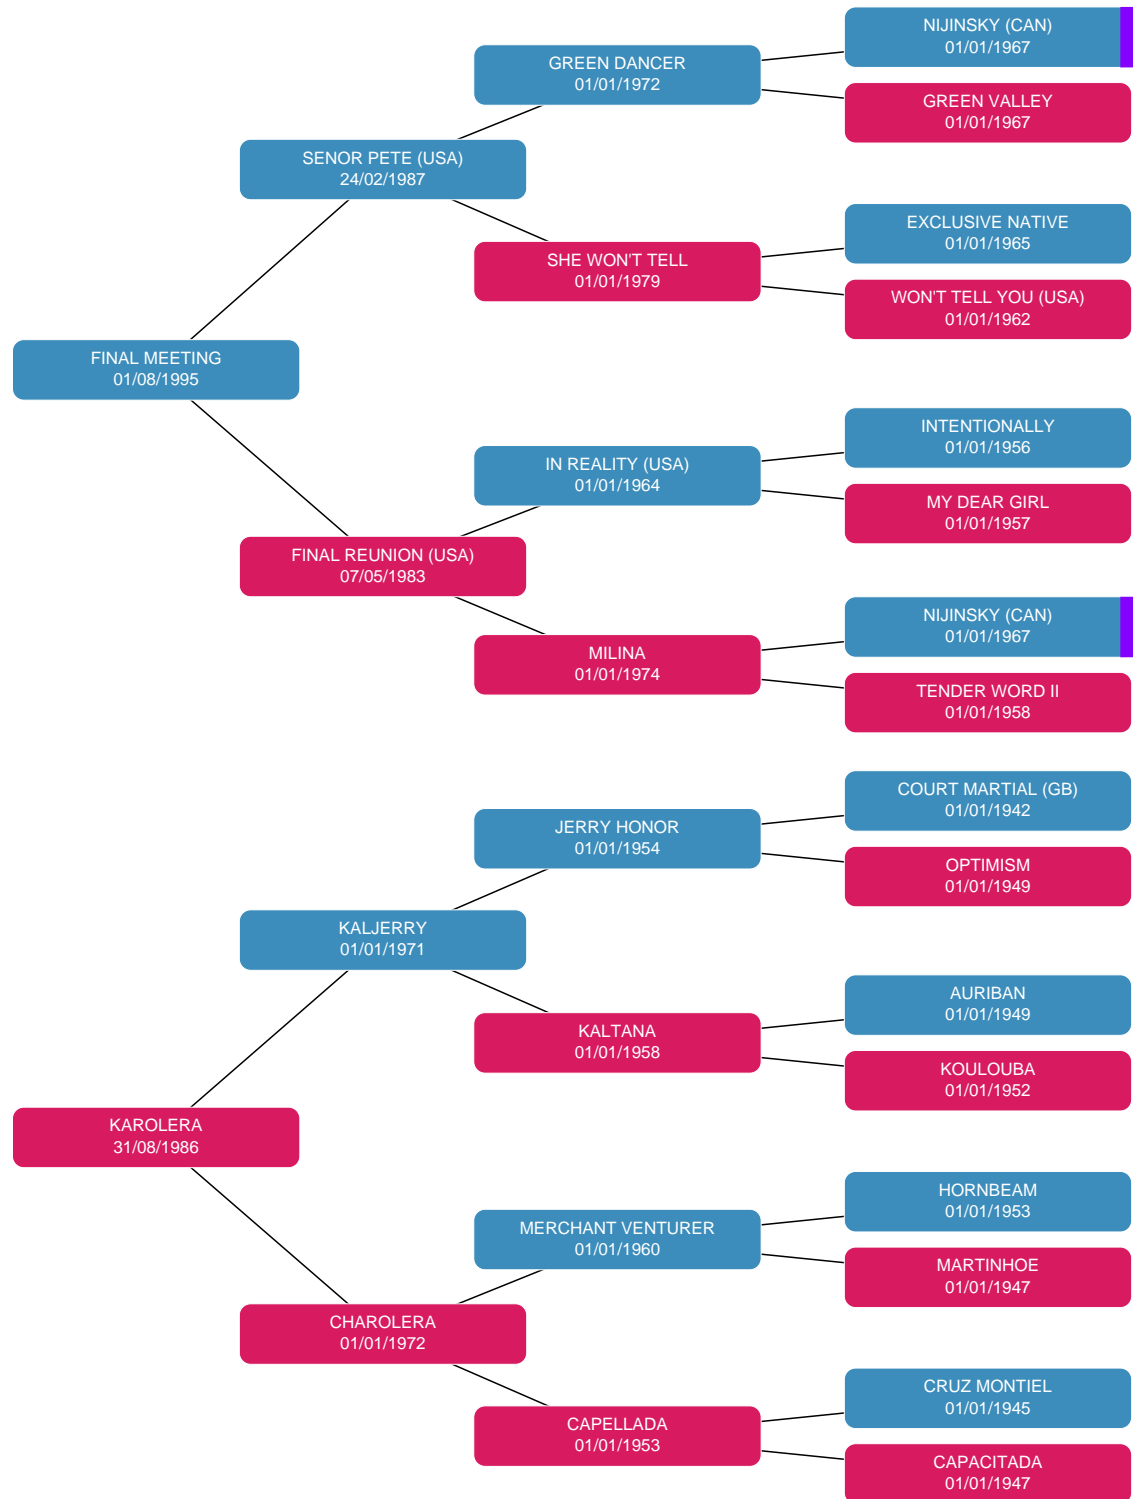 NIJINSKY (CAN)
01/01/1967
GREEN DANCER
01/01/1972
GREEN VALLEY
01/01/1967
SENOR PETE (USA)
24/02/1987
EXCLUSIVE NATIVE
01/01/1965
SHE WON'T TELL
01/01/1979
WON'T TELL YOU (USA)
01/01/1962
FINAL MEETING
01/08/1995
INTENTIONALLY
01/01/1956
IN REALITY (USA)
01/01/1964
MY DEAR GIRL
01/01/1957
FINAL REUNION (USA)
07/05/1983
NIJINSKY (CAN)
01/01/1967
MILINA
01/01/1974
TENDER WORD II
01/01/1958
COURT MARTIAL (GB)
01/01/1942
JERRY HONOR
01/01/1954
OPTIMISM
01/01/1949
KALJERRY
01/01/1971
AURIBAN
01/01/1949
KALTANA
01/01/1958
KOULOUBA
01/01/1952
KAROLERA
31/08/1986
HORNBEAM
01/01/1953
MERCHANT VENTURER
01/01/1960
MARTINHOE
01/01/1947
CHAROLERA
01/01/1972
CRUZ MONTIEL
01/01/1945
CAPELLADA
01/01/1953
CAPACITADA
01/01/1947